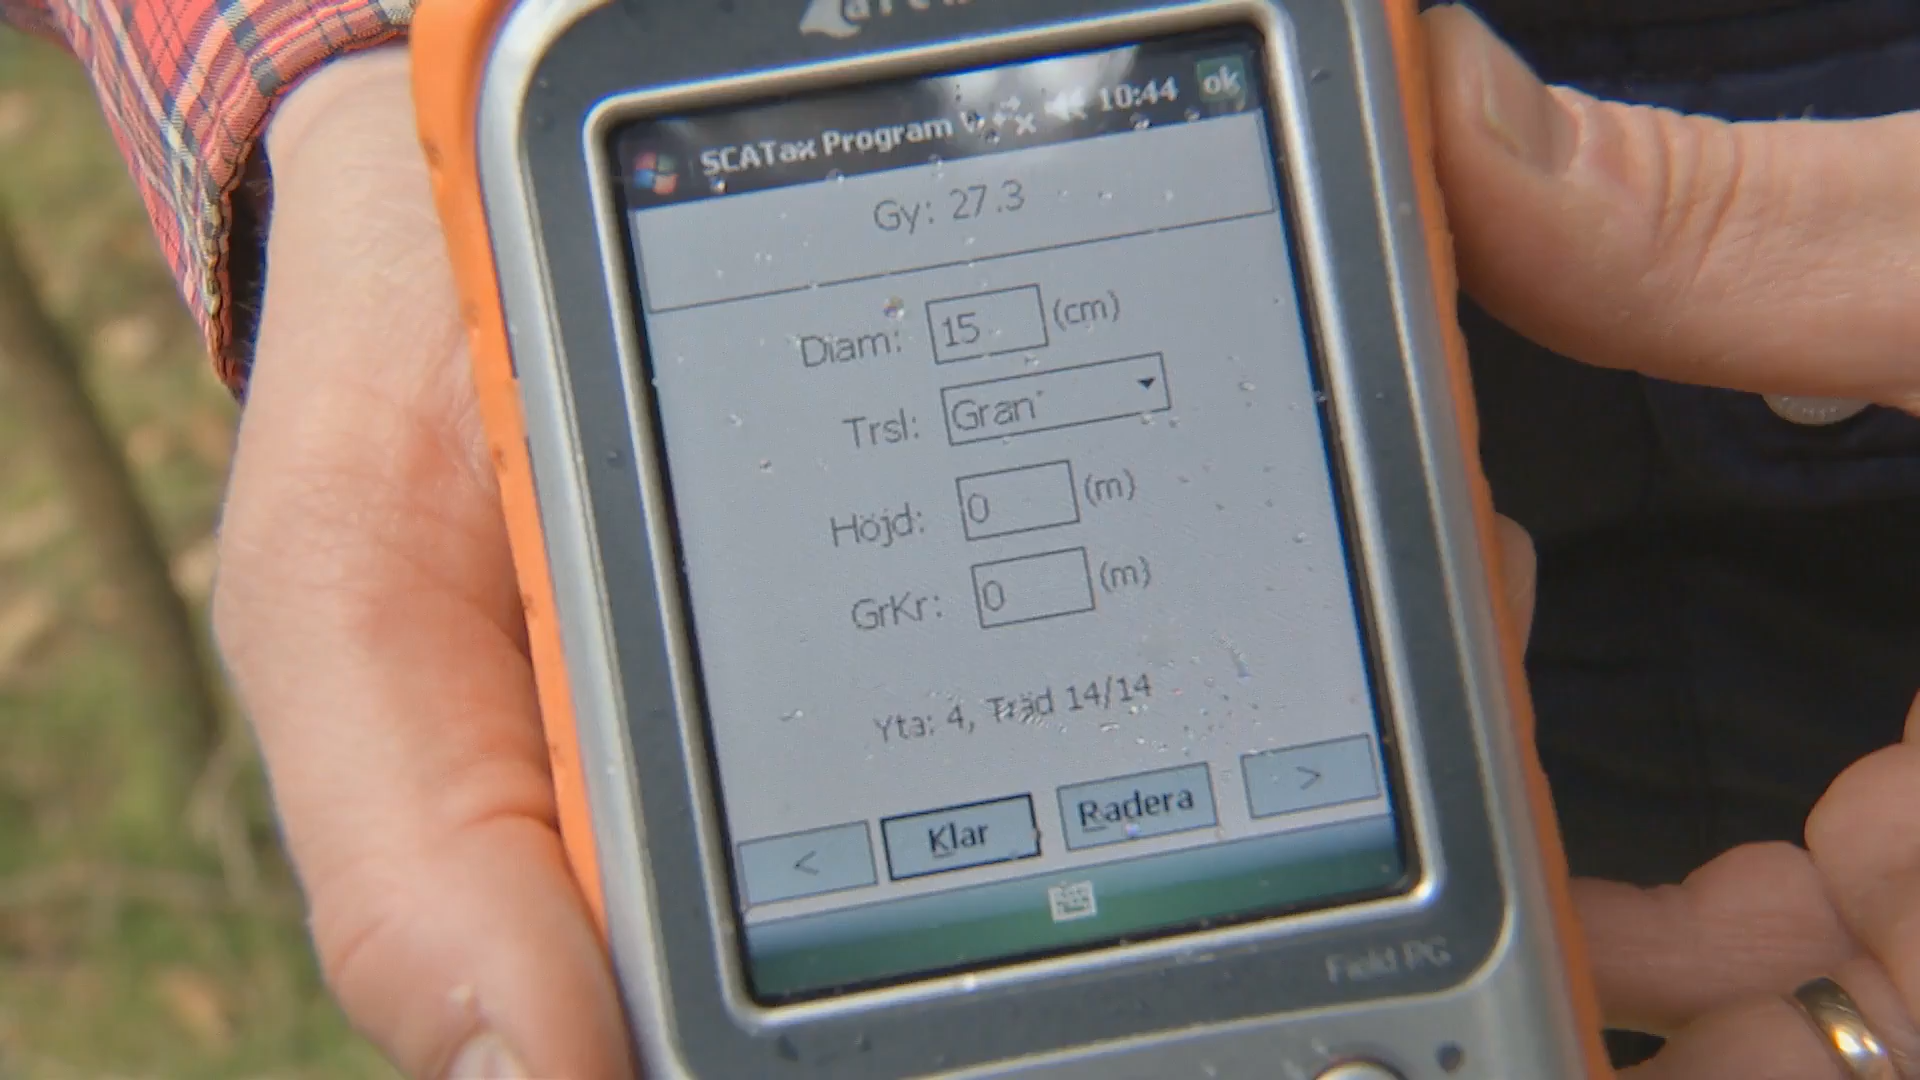 SCATax Program 10:44 ok
Gy: 27.3
Diam: 15 (cm)
Trsl: Gran
Höjd: 0 (m)
GrKr: 0 (m)
Yta: 4, Träd 14/14
< Klar Radera >
Field PC